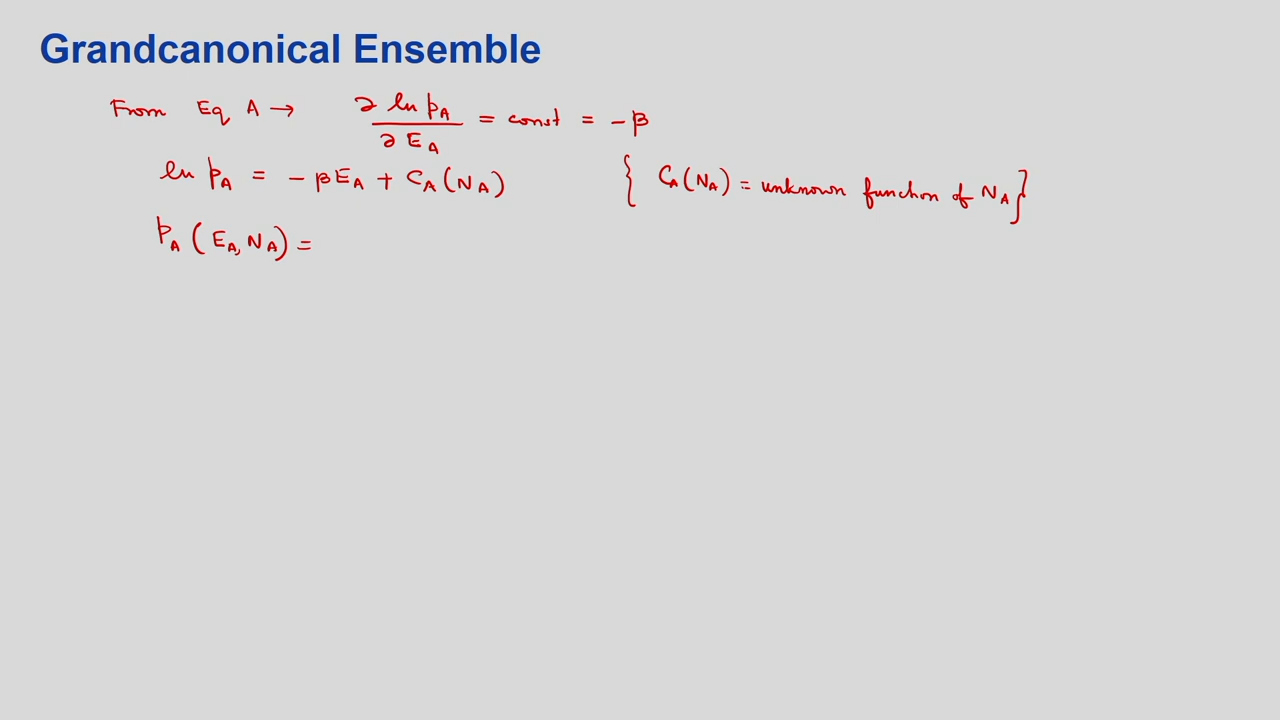 Grandcanonical Ensemble
From Eq A → ∂ ln p_A / ∂ E_A = const = - β
ln p_A = - β E_A + C_A (N_A) { C_A (N_A) = unknown function of N_A }
p_A ( E_A, N_A ) =